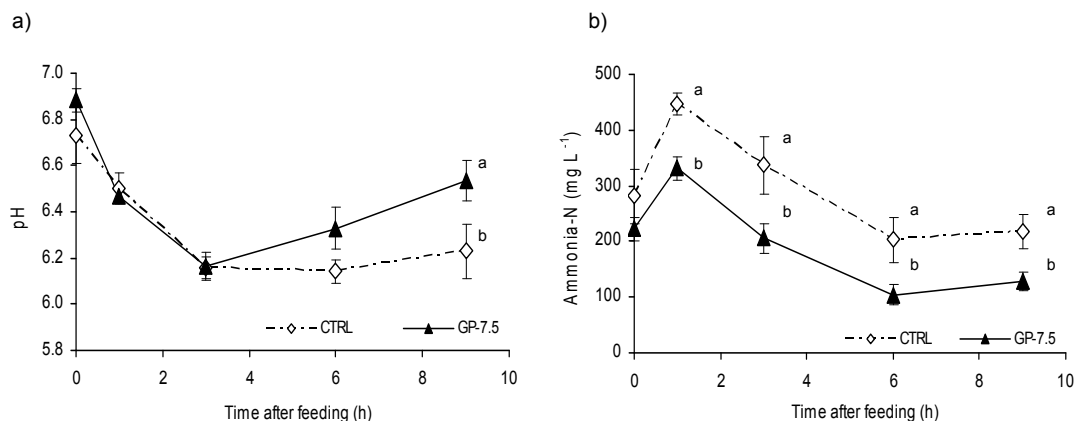 a)
7.0
6.8
6.6
6.4
6.2
6.0
5.8
pH
a
b
CTRL
GP-7.5
0 2 4 6 8 10
Time after feeding (h)
b)
500
400
300
200
100
0
Ammonia-N (mg L -1)
a
b
a
b
a
b
a
b
CTRL
GP-7.5
0 2 4 6 8 10
Time after feeding (h)